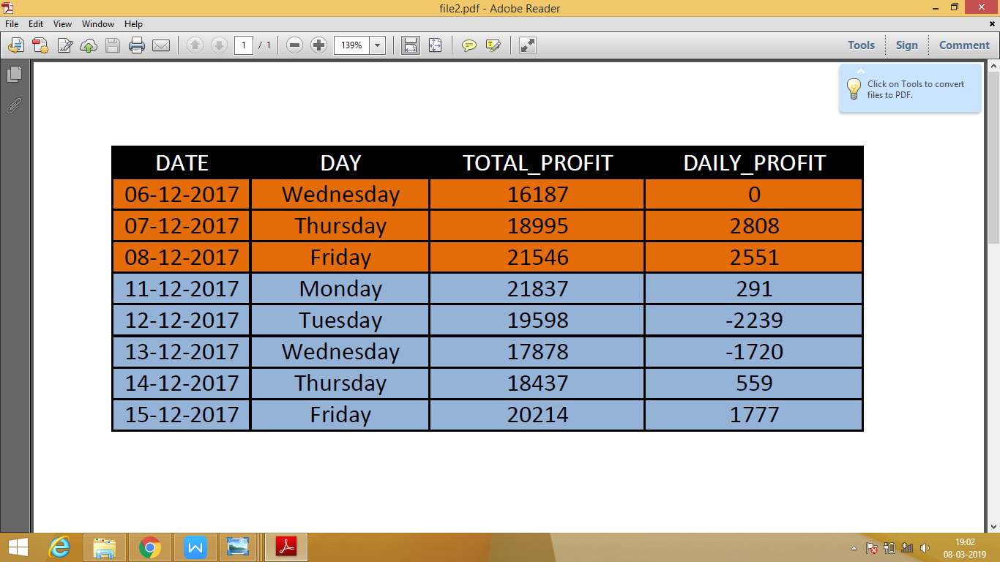 file2.pdf - Adobe Reader
File Edit View Window Help
1 / 1 139% Tools Sign Comment
Click on Tools to convert
files to PDF.
DATE DAY TOTAL_PROFIT DAILY_PROFIT
06-12-2017 Wednesday 16187 0
07-12-2017 Thursday 18995 2808
08-12-2017 Friday 21546 2551
11-12-2017 Monday 21837 291
12-12-2017 Tuesday 19598 -2239
13-12-2017 Wednesday 17878 -1720
14-12-2017 Thursday 18437 559
15-12-2017 Friday 20214 1777
19:02
08-03-2019